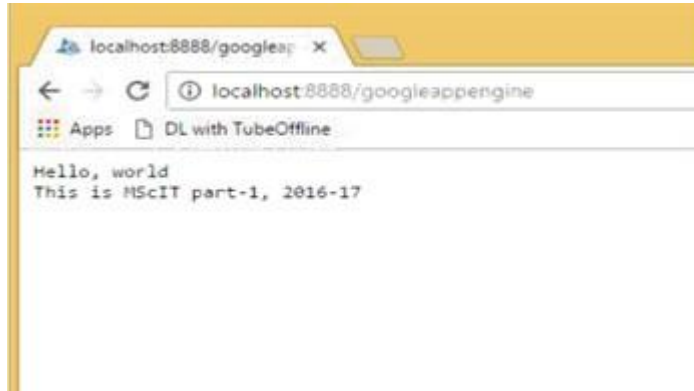 localhost:8888/googleap
localhost:8888/googleappengine
Apps DL with TubeOffline
Hello, world
This is MScIT part-1, 2016-17